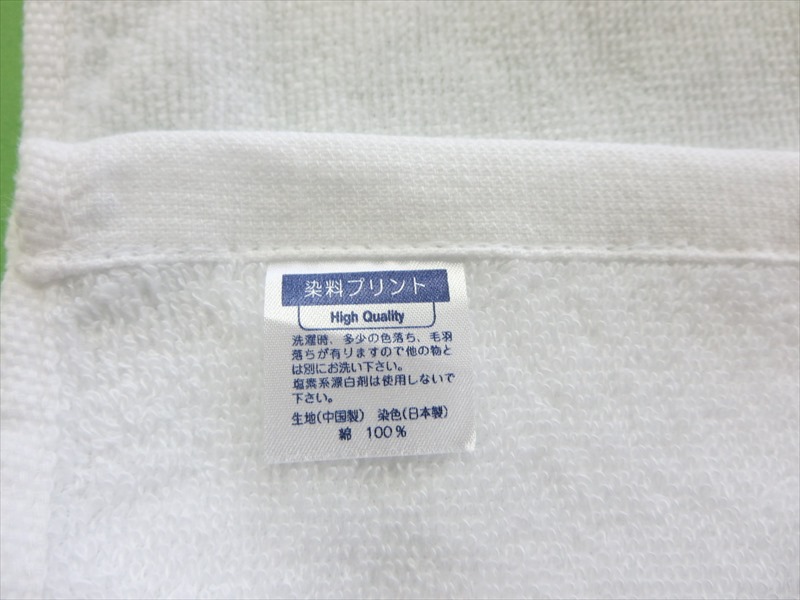 染料プリント
High Quality
洗濯時、多少の色落ち、毛羽
落ちが有りますので他の物と
は別にお洗い下さい。
塩素系漂白剤は使用しないで
下さい。
生地(中国製) 染色(日本製)
綿 100%